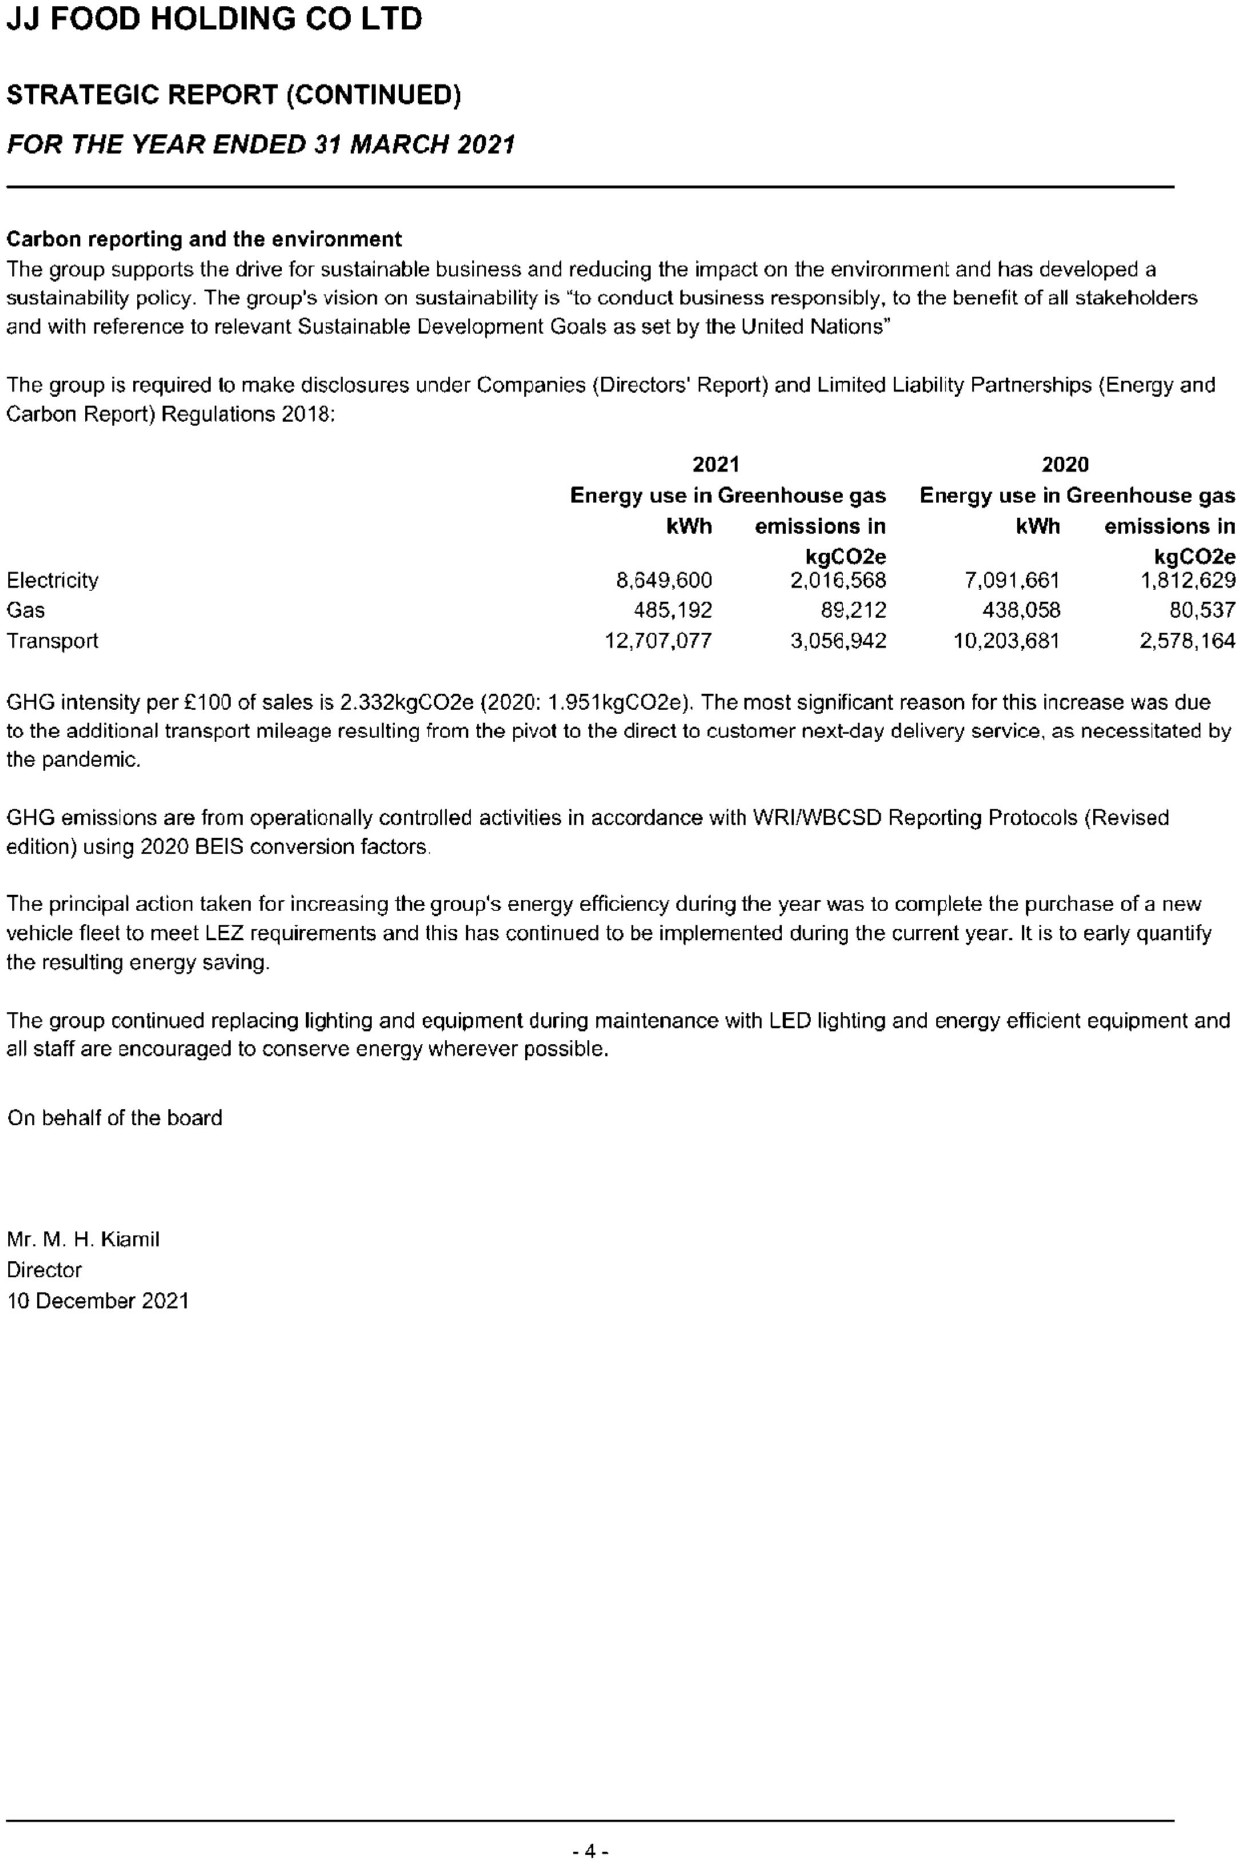 JJ FOOD HOLDING CO LTD
STRATEGIC REPORT (CONTINUED)
FOR THE YEAR ENDED 31 MARCH 2021
Carbon reporting and the environment
The group supports the drive for sustainable business and reducing the impact on the environment and has developed a
sustainability policy. The group's vision on sustainability is “to conduct business responsibly, to the benefit of all stakeholders
and with reference to relevant Sustainable Development Goals as set by the United Nations”
The group is required to make disclosures under Companies (Directors' Report) and Limited Liability Partnerships (Energy and
Carbon Report) Regulations 2018:
2021 2020
Energy use in Greenhouse gas Energy use in Greenhouse gas
kWh emissions in kWh emissions in
kgCO2e kgCO2e
Electricity 8,649,600 2,016,568 7,091,661 1,812,629
Gas 485,192 89,212 438,058 80,537
Transport 12,707,077 3,056,942 10,203,681 2,578,164
GHG intensity per £100 of sales is 2.332kgCO2e (2020: 1.951kgCO2e). The most significant reason for this increase was due
to the additional transport mileage resulting from the pivot to the direct to customer next-day delivery service, as necessitated by
the pandemic.
GHG emissions are from operationally controlled activities in accordance with WRI/WBCSD Reporting Protocols (Revised
edition) using 2020 BEIS conversion factors.
The principal action taken for increasing the group's energy efficiency during the year was to complete the purchase of a new
vehicle fleet to meet LEZ requirements and this has continued to be implemented during the current year. It is to early quantify
the resulting energy saving.
The group continued replacing lighting and equipment during maintenance with LED lighting and energy efficient equipment and
all staff are encouraged to conserve energy wherever possible.
On behalf of the board
Mr. M. H. Kiamil
Director
10 December 2021
- 4 -